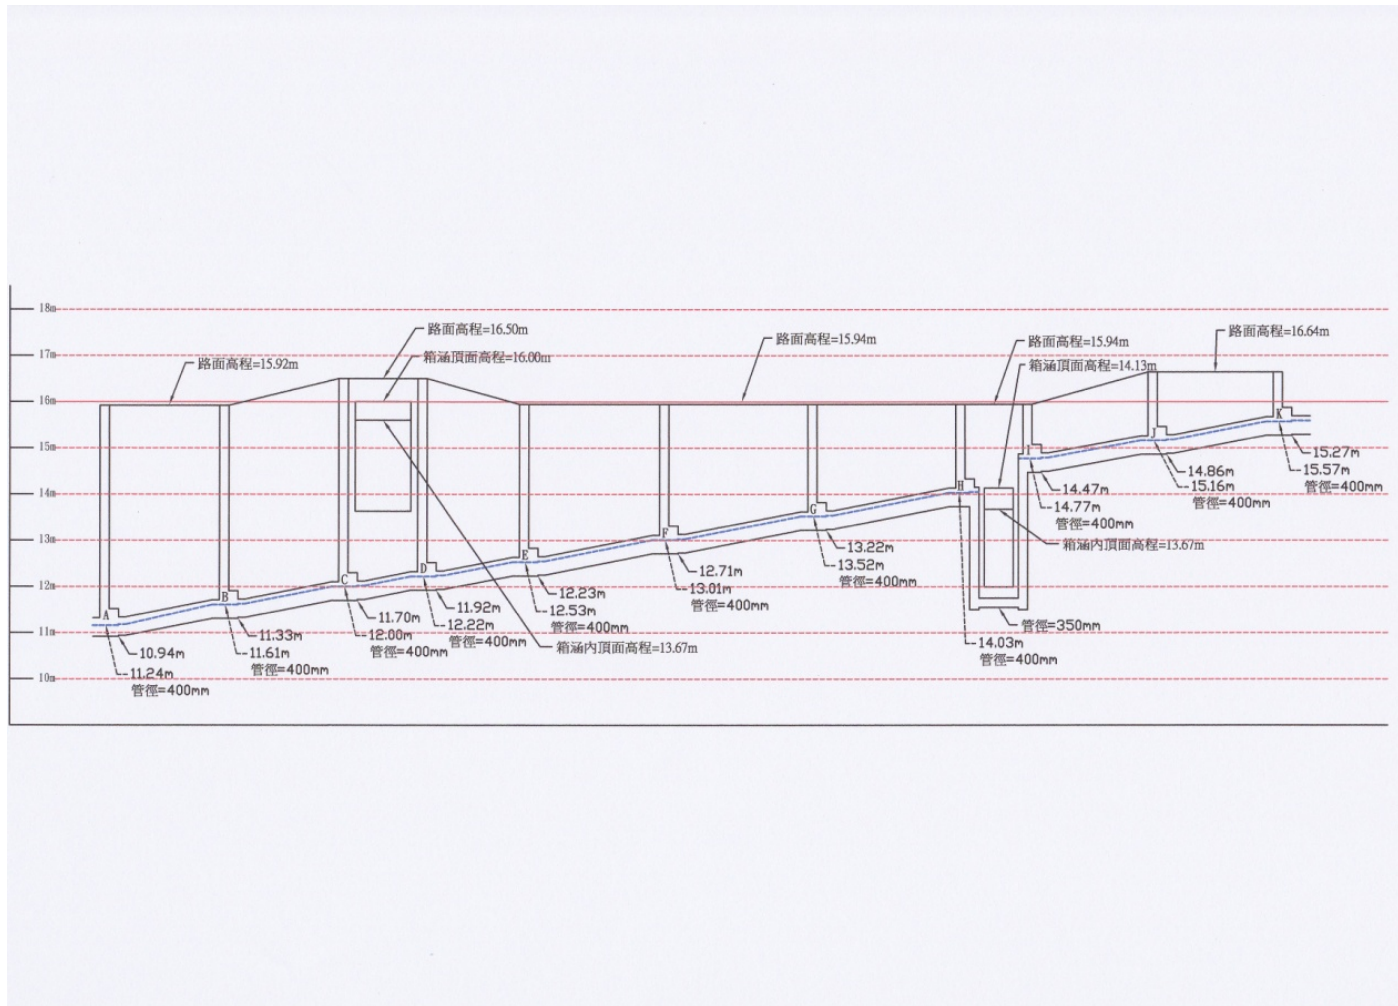 18m
路面高程=16.50m
路面高程=16.64m
路面高程=15.94m
路面高程=15.94m
17m
箱涵頂面高程=16.00m
路面高程=15.92m
箱涵頂面高程=14.13m
16m
K
15m
J
I
15.27m
15.57m
管徑=400mm
14.86m
15.16m
管徑=400mm
14.47m
14.77m
管徑=400mm
14m
H
G
箱涵内頂面高程=13.67m
13m
F
13.22m
13.52m
管徑=400mm
E
12.71m
13.01m
管徑=400mm
12m
D
C
12.23m
12.53m
管徑=400mm
B
11.92m
12.22m
管徑=400mm
A
11.70m
12.00m
管徑=400mm
管徑=350mm
11m
11.33m
11.61m
管徑=400mm
14.03m
管徑=400mm
箱涵内頂面高程=13.67m
10.94m
11.24m
管徑=400mm
10m